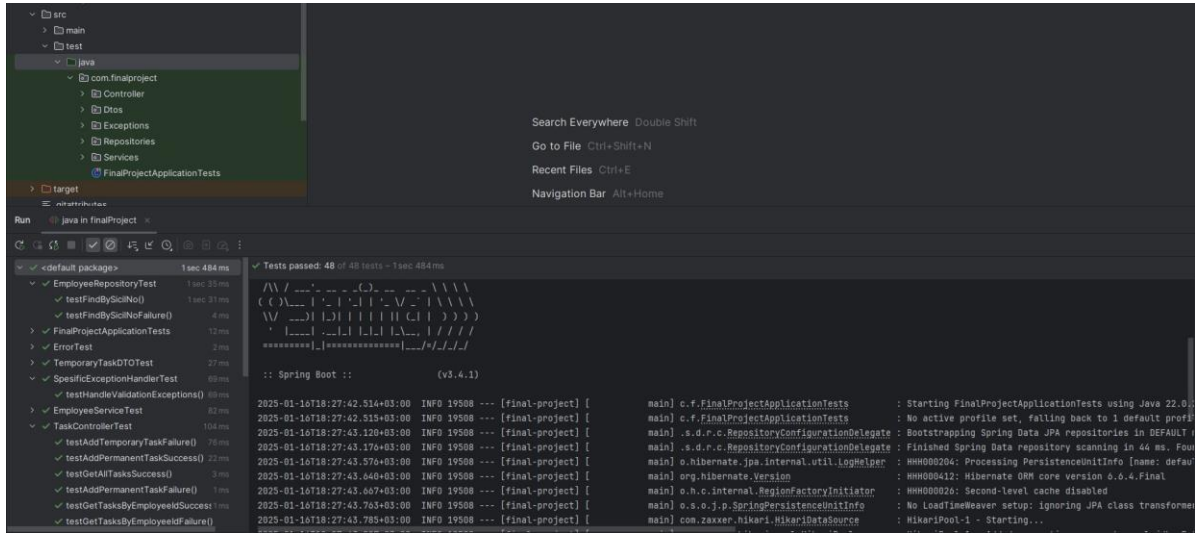 src
main
test
java
com.finalproject
Controller
Dtos
Exceptions
Repositories
Services
FinalProjectApplicationTests
target
.gitattributes
Search Everywhere Double Shift
Go to File Ctrl+Shift+N
Recent Files Ctrl+E
Navigation Bar Alt+Home
Run java in finalProject
<default package> 1 sec 484 ms
EmployeeRepositoryTest 1 sec 35 ms
testFindBySicilNo() 1 sec 31 ms
testFindBySicilNoFailure() 4 ms
FinalProjectApplicationTests 12 ms
ErrorTest 2 ms
TemporaryTaskDTOTest 27 ms
SpesificExceptionHandlerTest 69 ms
testHandleValidationExceptions() 69 ms
EmployeeServiceTest 82 ms
TaskControllerTest 104 ms
testAddTemporaryTaskFailure() 76 ms
testAddPermanentTaskSuccess() 22 ms
testGetAllTasksSuccess() 3 ms
testAddPermanentTaskFailure() 1 ms
testGetTasksByEmployeeIdSuccess 1 ms
testGetTasksByEmployeeIdFailure()
Tests passed: 48 of 48 tests – 1 sec 484 ms
:: Spring Boot :: (v3.4.1)
2025-01-16T18:27:42.514+03:00 INFO 19508 --- [final-project] [ main] c.f.FinalProjectApplicationTests : Starting FinalProjectApplicationTests using Java 22.0.
2025-01-16T18:27:42.515+03:00 INFO 19508 --- [final-project] [ main] c.f.FinalProjectApplicationTests : No active profile set, falling back to 1 default profi
2025-01-16T18:27:43.120+03:00 INFO 19508 --- [final-project] [ main] .s.d.r.c.RepositoryConfigurationDelegate : Bootstrapping Spring Data JPA repositories in DEFAULT
2025-01-16T18:27:43.176+03:00 INFO 19508 --- [final-project] [ main] .s.d.r.c.RepositoryConfigurationDelegate : Finished Spring Data repository scanning in 44 ms. Fou
2025-01-16T18:27:43.576+03:00 INFO 19508 --- [final-project] [ main] o.hibernate.jpa.internal.util.LogHelper : HHH000204: Processing PersistenceUnitInfo [name: defau
2025-01-16T18:27:43.640+03:00 INFO 19508 --- [final-project] [ main] org.hibernate.Version : HHH000412: Hibernate ORM core version 6.6.4.Final
2025-01-16T18:27:43.667+03:00 INFO 19508 --- [final-project] [ main] o.h.c.internal.RegionFactoryInitiator : HHH000026: Second-level cache disabled
2025-01-16T18:27:43.763+03:00 INFO 19508 --- [final-project] [ main] o.s.o.j.p.SpringPersistenceUnitInfo : No LoadTimeWeaver setup: ignoring JPA class transforme
2025-01-16T18:27:43.785+03:00 INFO 19508 --- [final-project] [ main] com.zaxxer.hikari.HikariDataSource : HikariPool-1 - Starting...